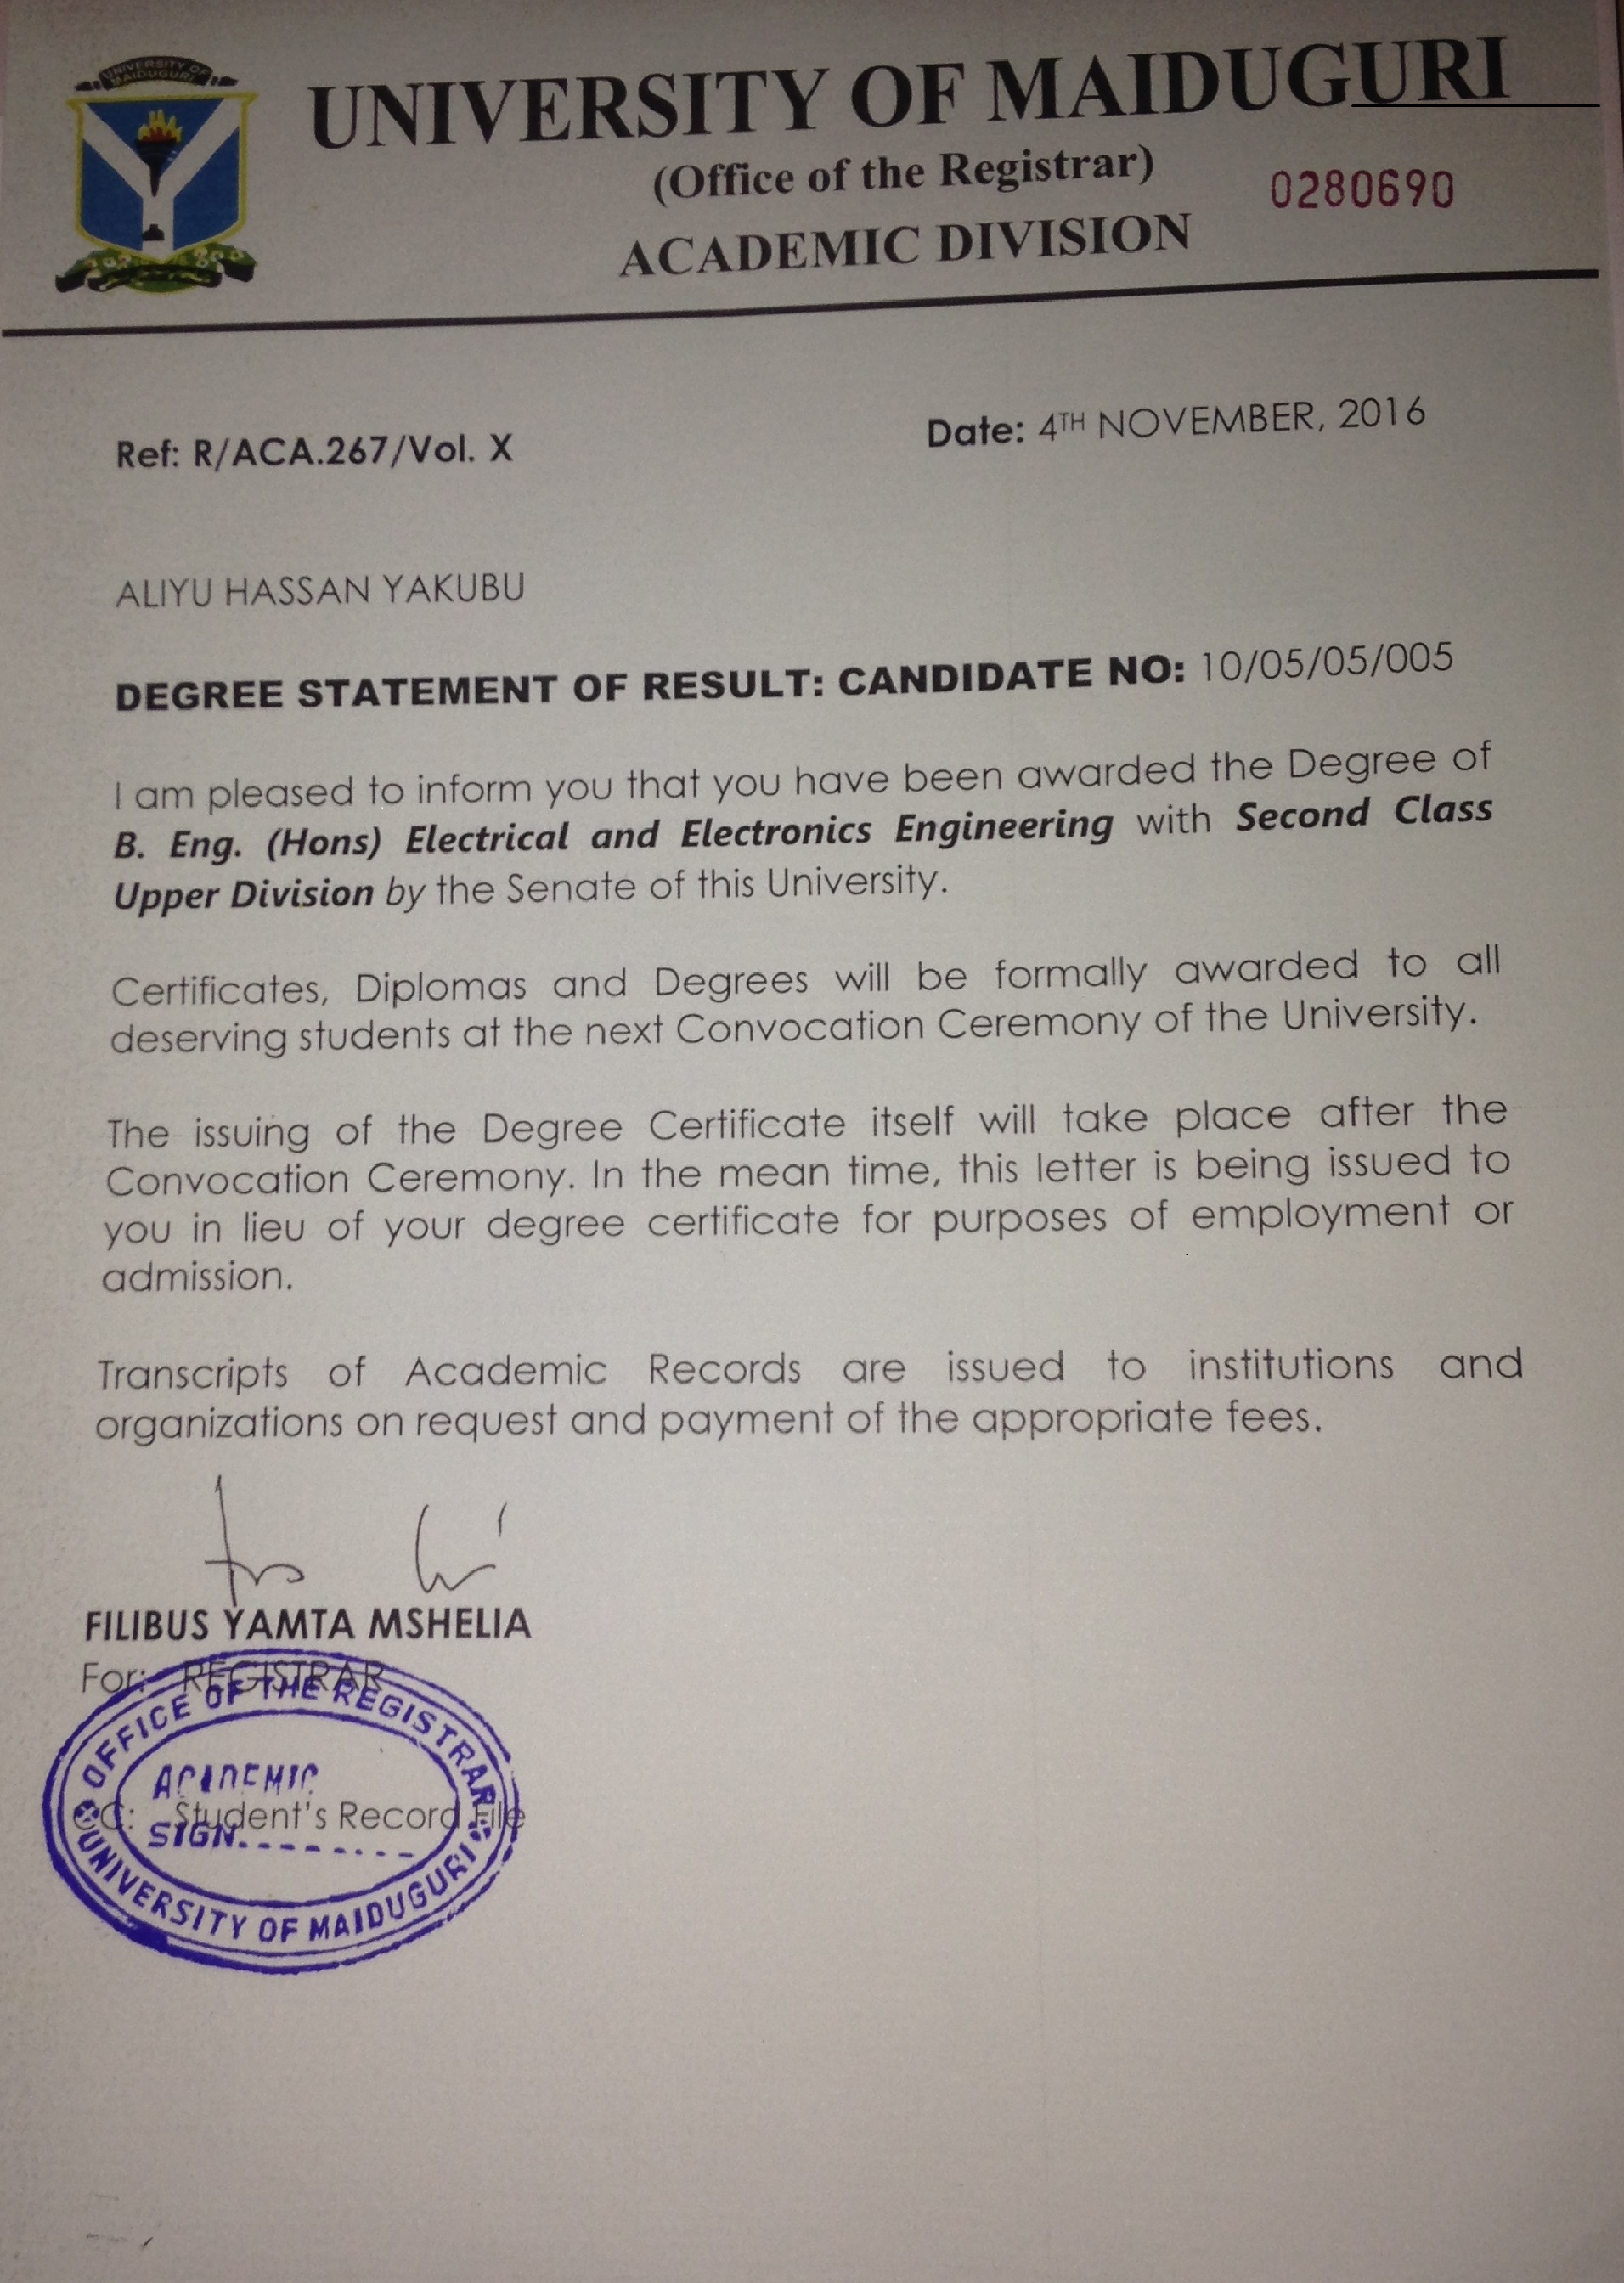 UNIVERSITY OF MAIDUGURI
UNIVERSITY OF MAIDUGURI
(Office of the Registrar)
0280690
ACADEMIC DIVISION
Ref: R/ACA.267/Vol. X
Date: 4TH NOVEMBER, 2016
ALIYU HASSAN YAKUBU
DEGREE STATEMENT OF RESULT: CANDIDATE NO: 10/05/05/005
I am pleased to inform you that you have been awarded the Degree of
B. Eng. (Hons) Electrical and Electronics Engineering with Second Class
Upper Division by the Senate of this University.
Certificates, Diplomas and Degrees will be formally awarded to all
deserving students at the next Convocation Ceremony of the University.
The issuing of the Degree Certificate itself will take place after the
Convocation Ceremony. In the mean time, this letter is being issued to
you in lieu of your degree certificate for purposes of employment or
admission.
Transcripts of Academic Records are issued to institutions and
organizations on request and payment of the appropriate fees.
FILIBUS YAMTA MSHELIA
For: REGISTRAR
OFFICE OF THE REGISTRAR
ACADEMIC
Student's Record File
SIGN.
UNIVERSITY OF MAIDUGURI